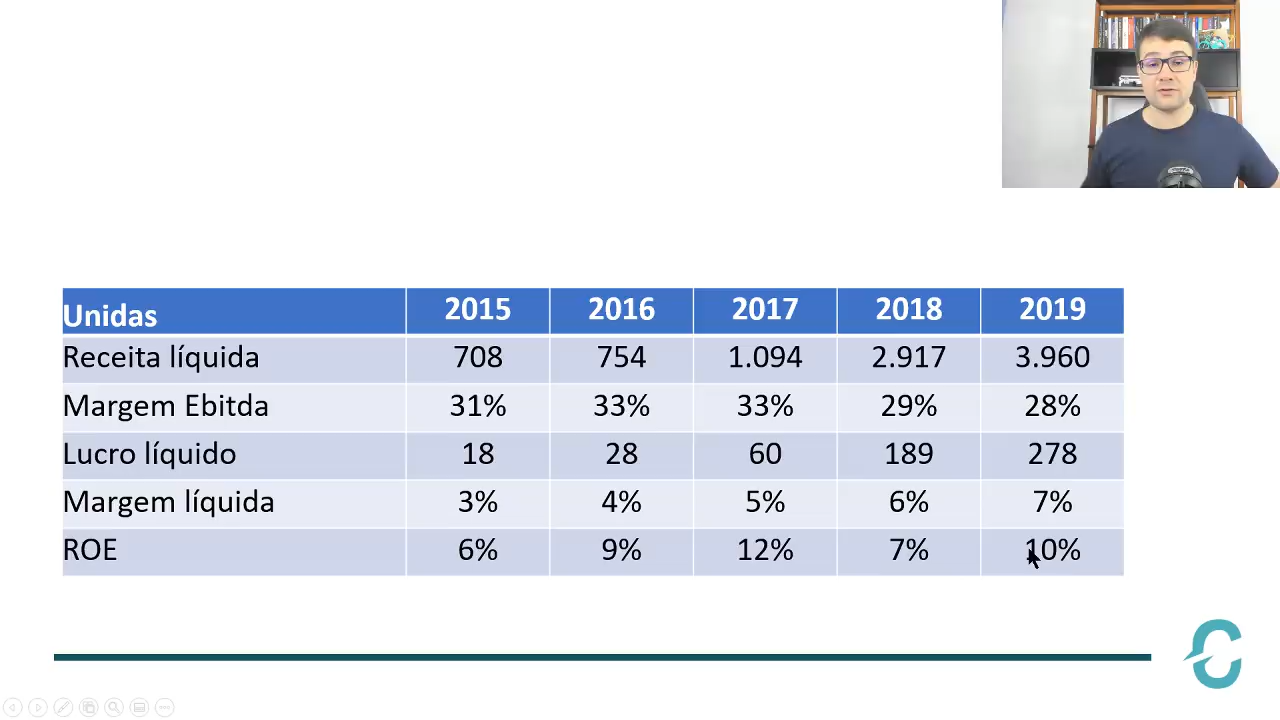 Unidas 2015 2016 2017 2018 2019
Receita líquida 708 754 1.094 2.917 3.960
Margem Ebitda 31% 33% 33% 29% 28%
Lucro líquido 18 28 60 189 278
Margem líquida 3% 4% 5% 6% 7%
ROE 6% 9% 12% 7% 10%